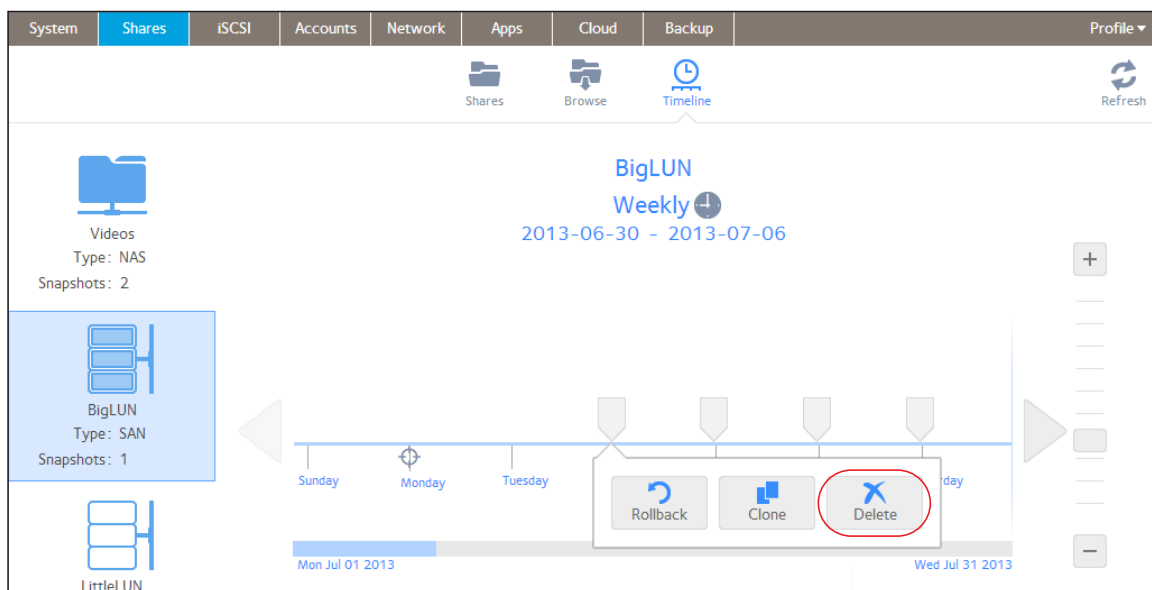 System Shares iSCSI Accounts Network Apps Cloud Backup Profile
Shares Browse Timeline Refresh
BigLUN
Weekly
2013-06-30 - 2013-07-06
Videos
Type: NAS
Snapshots: 2
BigLUN
Type: SAN
Snapshots: 1
LittleLUN
+
Sunday Monday Tuesday rday
Rollback Clone Delete
Mon Jul 01 2013 Wed Jul 31 2013
−